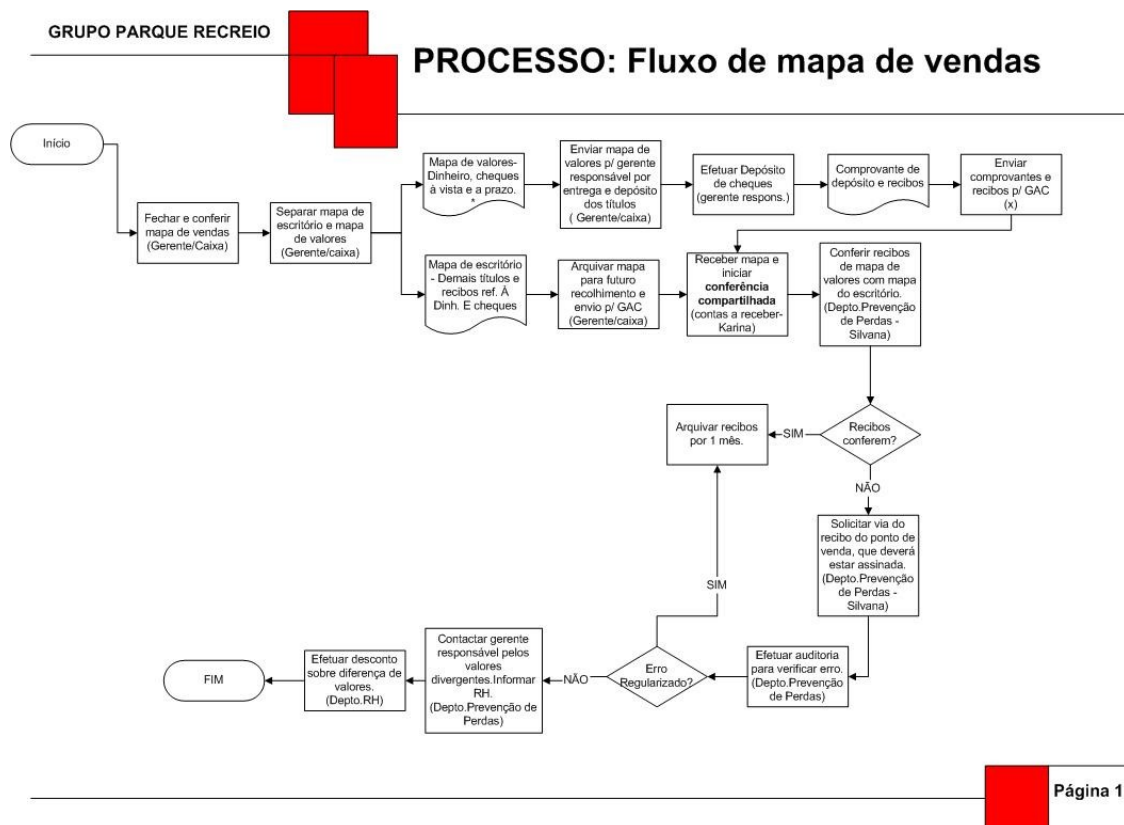 GRUPO PARQUE RECREIO
PROCESSO: Fluxo de mapa de vendas
Início
Fechar e conferir
mapa de vendas
(Gerente/Caixa)
Separar mapa de
escritório e mapa
de valores
(Gerente/caixa)
Mapa de valores-
Dinheiro, cheques
à vista e a prazo.
*
Enviar mapa de
valores p/ gerente
responsável por
entrega e depósito
dos títulos
( Gerente/caixa)
Efetuar Depósito
de cheques
(gerente respons.)
Comprovante de
depósito e recibos
Enviar
comprovantes e
recibos p/ GAC
(x)
Mapa de escritório
- Demais títulos e
recibos ref. À
Dinh. E cheques
Arquivar mapa
para futuro
recolhimento e
envio p/ GAC
(Gerente/caixa)
Receber mapa e
iniciar
conferência
compartilhada
(contas a receber-
Karina)
Conferir recibos
de mapa de
valores com mapa
do escritório.
(Depto.Prevenção
de Perdas -
Silvana)
Recibos
conferem?
SIM
Arquivar recibos
por 1 mês.
NÃO
Solicitar via do
recibo do ponto de
venda, que deverá
estar assinada.
(Depto.Prevenção
de Perdas -
Silvana)
Efetuar auditoria
para verificar erro.
(Depto.Prevenção
de Perdas)
Erro
Regularizado?
SIM
NÃO
Contactar gerente
responsável pelos
valores
divergentes.Informar
RH.
(Depto.Prevenção de
Perdas)
Efetuar desconto
sobre diferença de
valores.
(Depto.RH)
FIM
Página 1